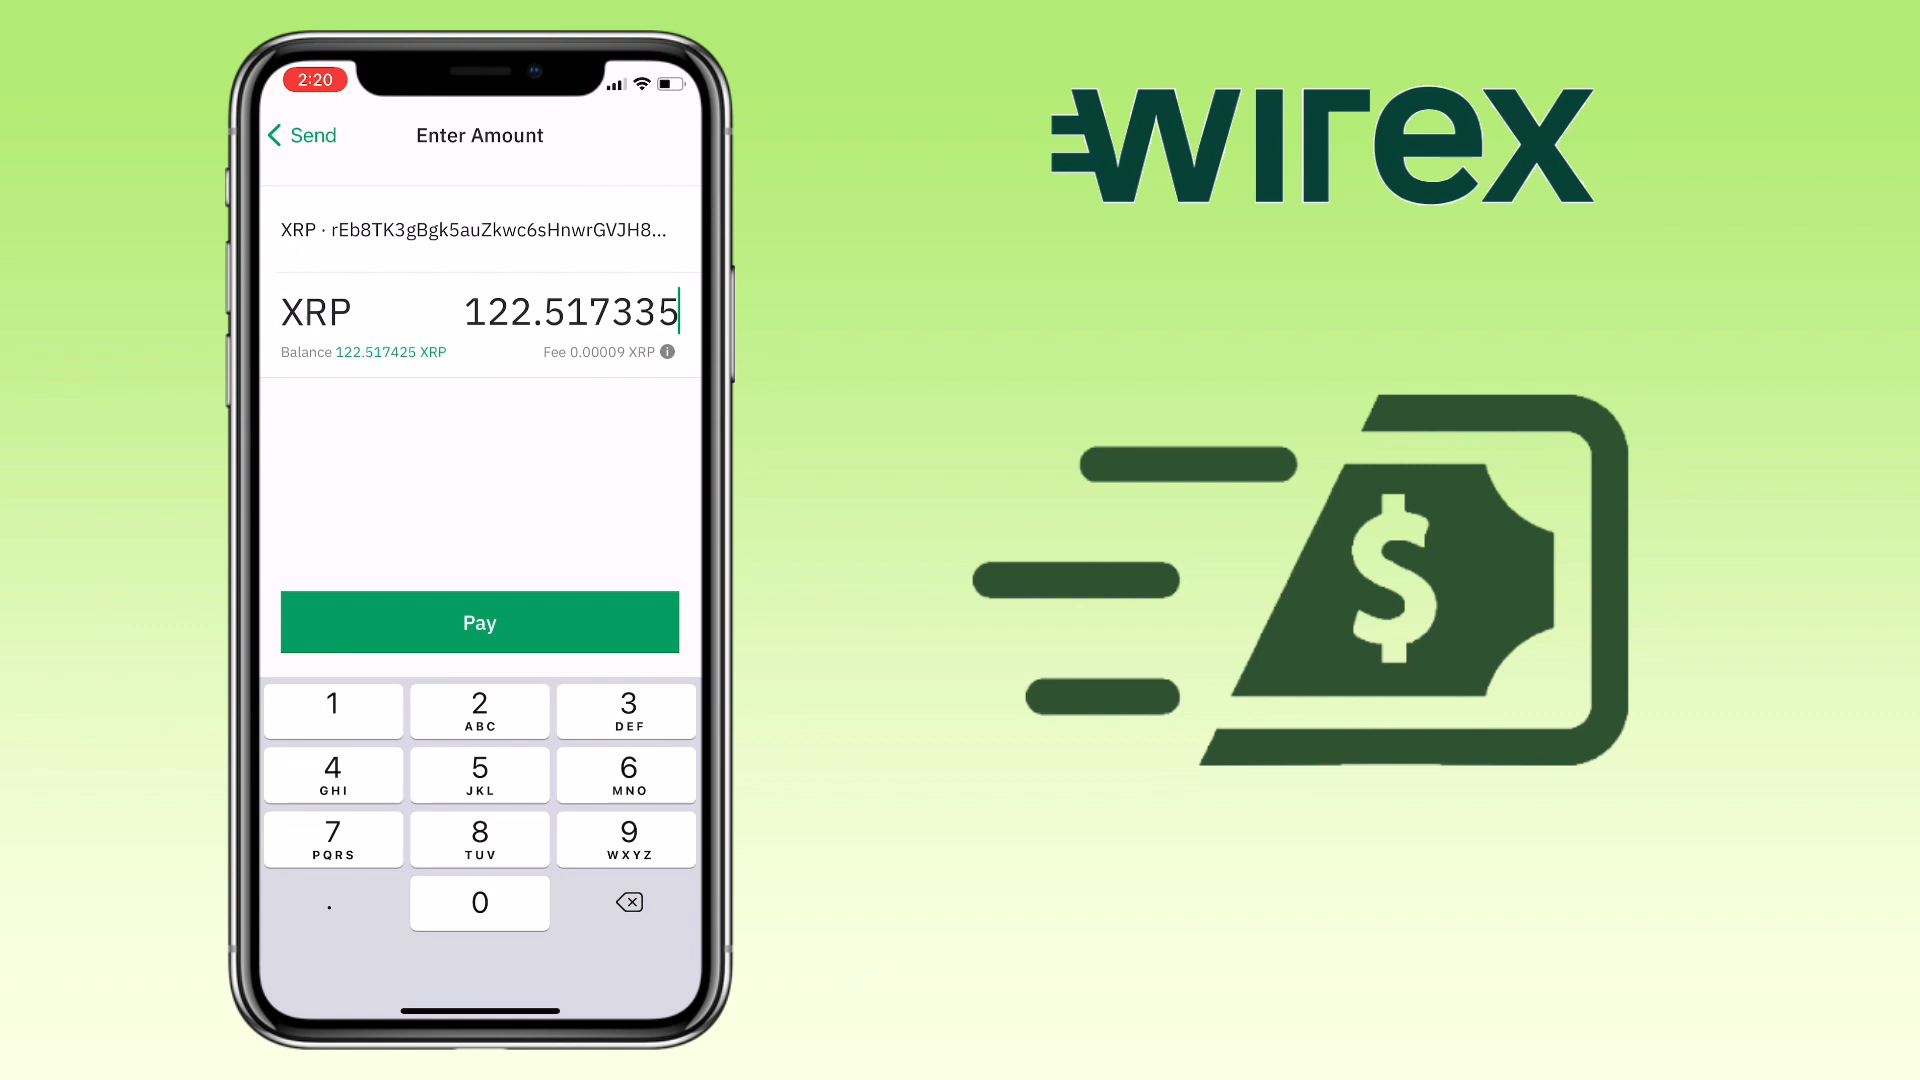 2:20
Send
Enter Amount
XRP · rEb8TK3gBgk5auZkwc6sHnwrGVJH8...
XRP 122.517335
Balance 122.517425 XRP Fee 0.00009 XRP i
Pay
1 2 3
ABC DEF
4 5 6
GHI JKL MNO
7 8 9
PQRS TUV WXYZ
. 0
wirex
$